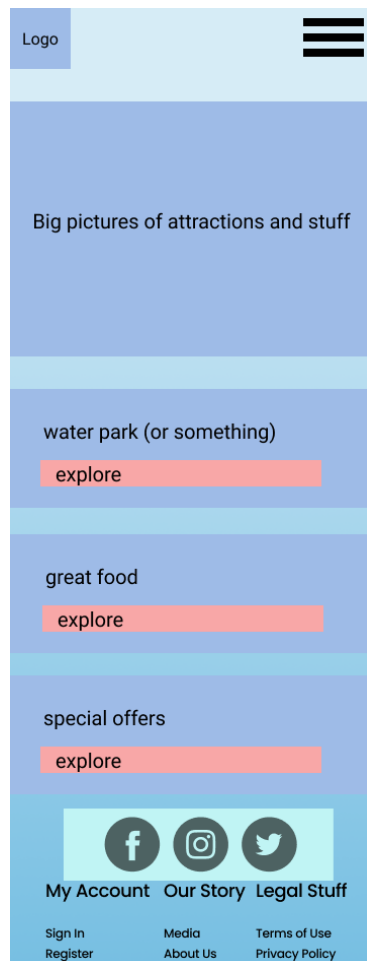 Logo
Big pictures of attractions and stuff
water park (or something)
explore
great food
explore
special offers
explore
My Account Our Story Legal Stuff
Sign In Media Terms of Use
Register About Us Privacy Policy